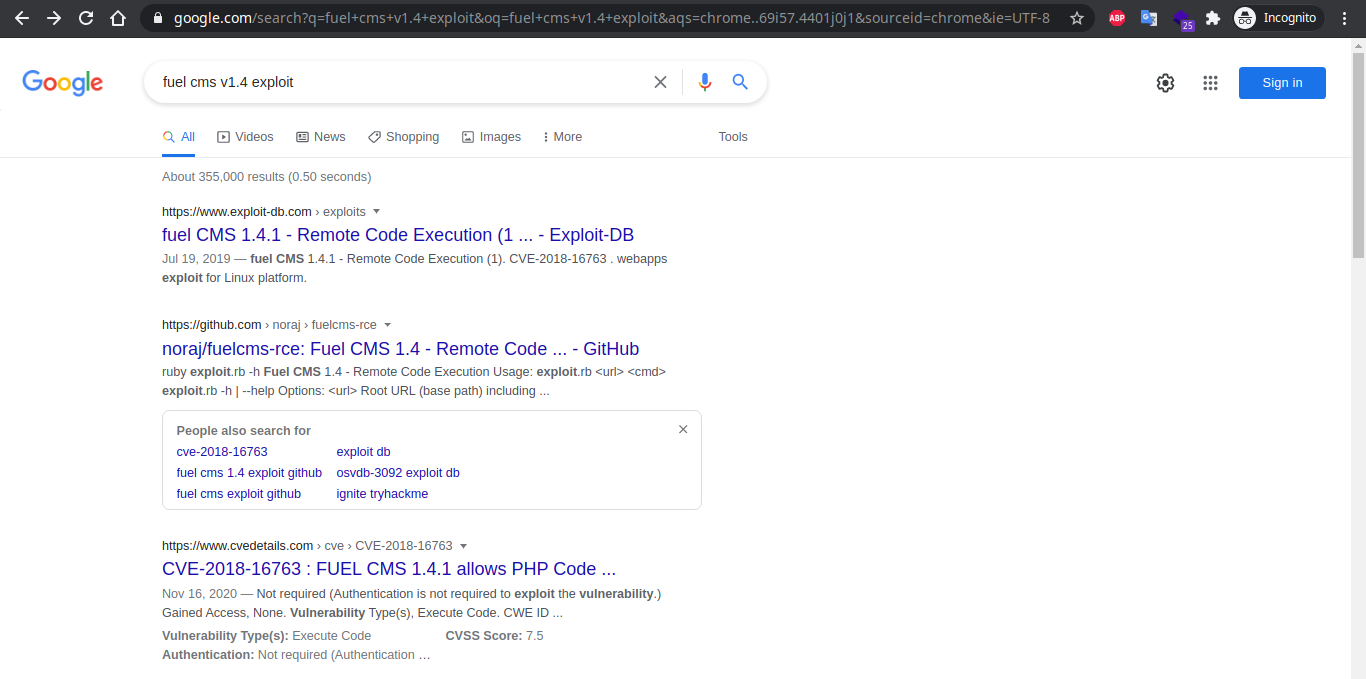 google.com/search?q=fuel+cms+v1.4+exploit&oq=fuel+cms+v1.4+exploit&aqs=chrome..69i57.4401j0j1&sourceid=chrome&ie=UTF-8
ABP
25
Incognito
Google
fuel cms v1.4 exploit
Sign in
All
Videos
News
Shopping
Images
More
Tools
About 355,000 results (0.50 seconds)
https://www.exploit-db.com › exploits
fuel CMS 1.4.1 - Remote Code Execution (1 ... - Exploit-DB
Jul 19, 2019 — fuel CMS 1.4.1 - Remote Code Execution (1). CVE-2018-16763 . webapps
exploit for Linux platform.
https://github.com › noraj › fuelcms-rce
noraj/fuelcms-rce: Fuel CMS 1.4 - Remote Code ... - GitHub
ruby exploit.rb -h Fuel CMS 1.4 - Remote Code Execution Usage: exploit.rb <url> <cmd>
exploit.rb -h | --help Options: <url> Root URL (base path) including ...
People also search for
cve-2018-16763 exploit db
fuel cms 1.4 exploit github osvdb-3092 exploit db
fuel cms exploit github ignite tryhackme
https://www.cvedetails.com › cve › CVE-2018-16763
CVE-2018-16763 : FUEL CMS 1.4.1 allows PHP Code ...
Nov 16, 2020 — Not required (Authentication is not required to exploit the vulnerability.)
Gained Access, None. Vulnerability Type(s), Execute Code. CWE ID ...
Vulnerability Type(s): Execute Code CVSS Score: 7.5
Authentication: Not required (Authentication …